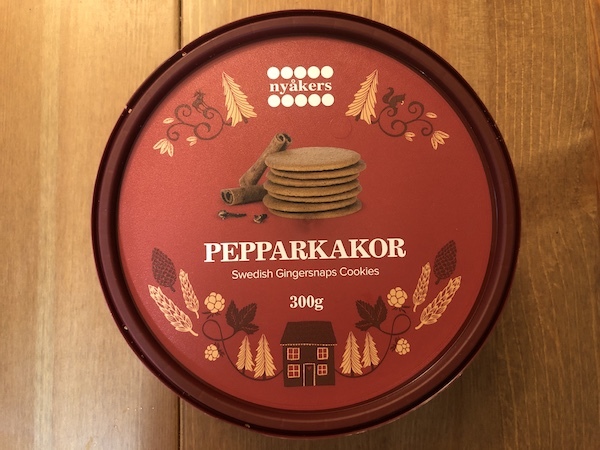 nyåkers
PEPPARKAKOR
Swedish Gingersnaps Cookies
300g